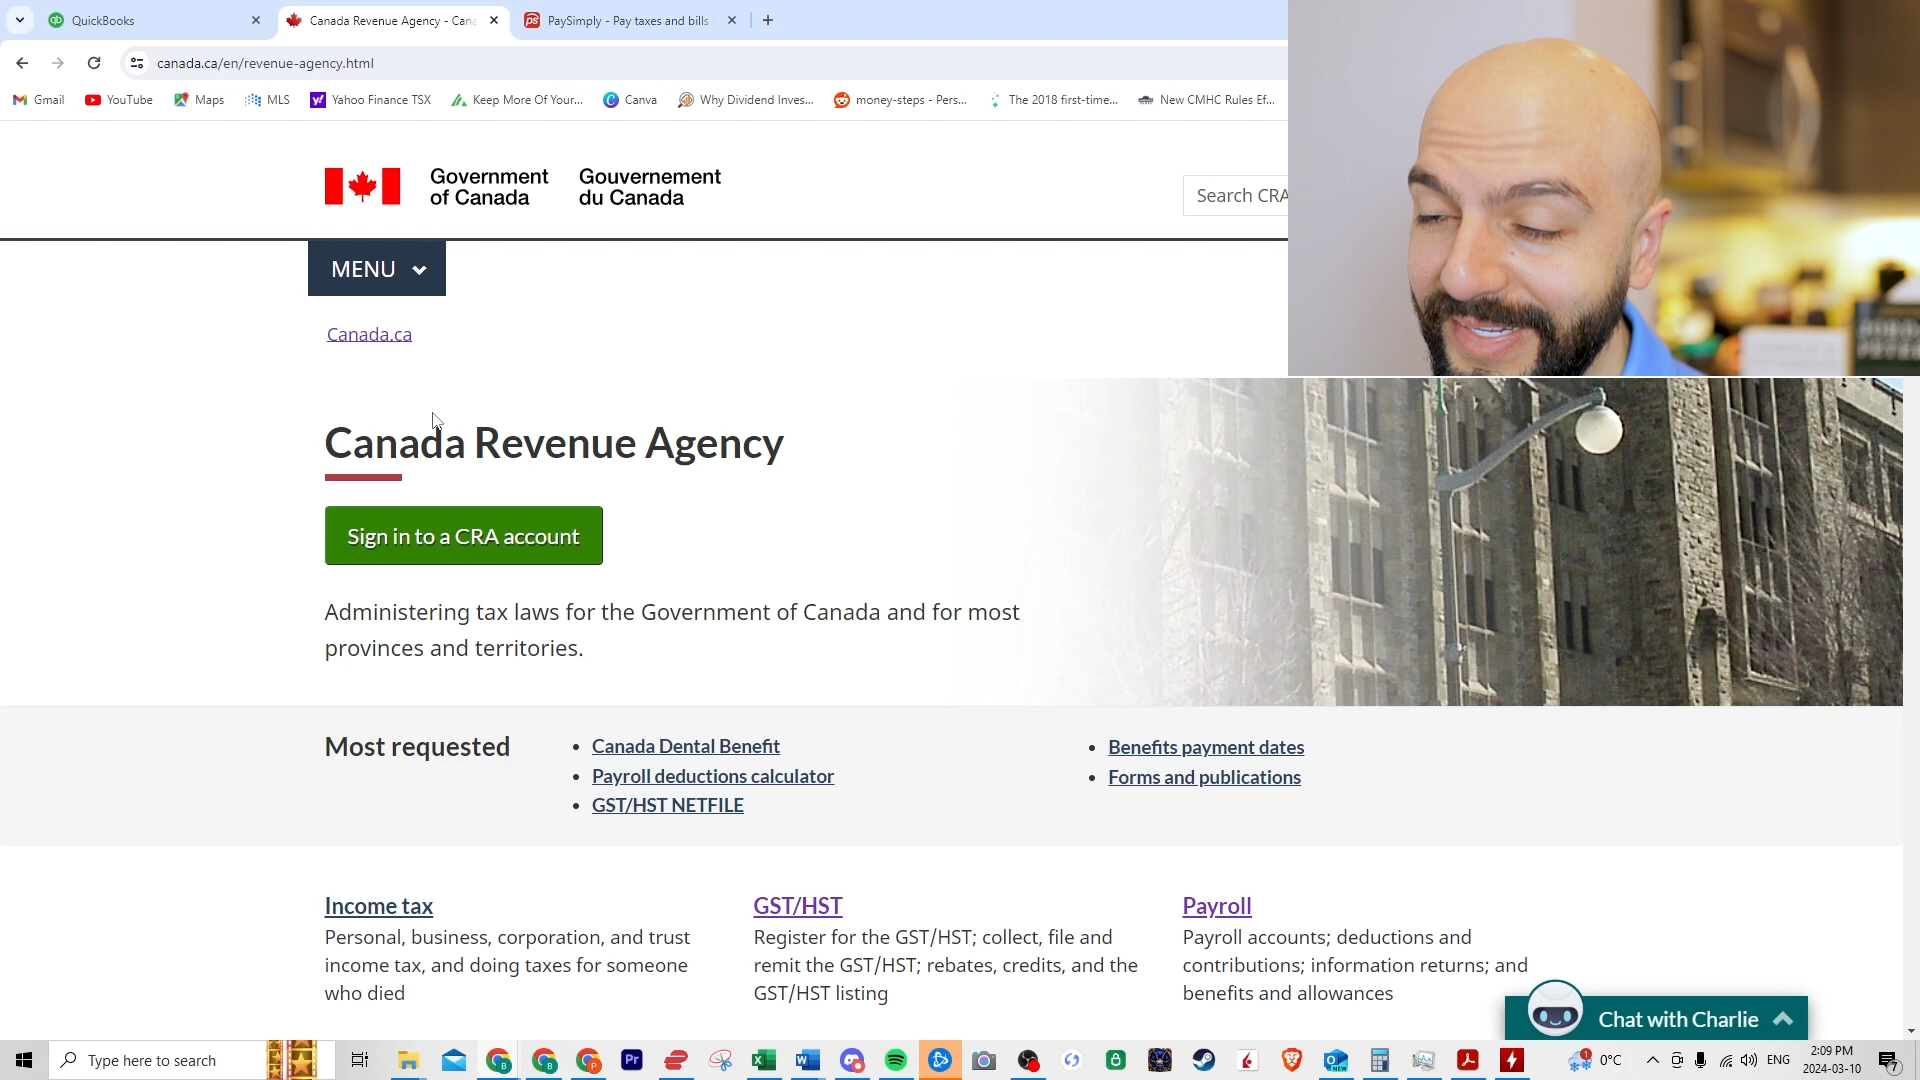 QuickBooks
Canada Revenue Agency - Cana
PaySimply - Pay taxes and bills
canada.ca/en/revenue-agency.html
Gmail
YouTube
Maps
MLS
Yahoo Finance TSX
Keep More Of Your...
Canva
Why Dividend Inves...
money-steps - Pers...
The 2018 first-time...
New CMHC Rules Ef...
Government of Canada
Gouvernement du Canada
Search CRA
MENU
Canada.ca
Canada Revenue Agency
Sign in to a CRA account
Administering tax laws for the Government of Canada and for most
provinces and territories.
Most requested
Canada Dental Benefit
Payroll deductions calculator
GST/HST NETFILE
Benefits payment dates
Forms and publications
Income tax
Personal, business, corporation, and trust
income tax, and doing taxes for someone
who died
GST/HST
Register for the GST/HST; collect, file and
remit the GST/HST; rebates, credits, and the
GST/HST listing
Payroll
Payroll accounts; deductions and
contributions; information returns; and
benefits and allowances
Chat with Charlie
Type here to search
0°C
ENG
2:09 PM
2024-03-10